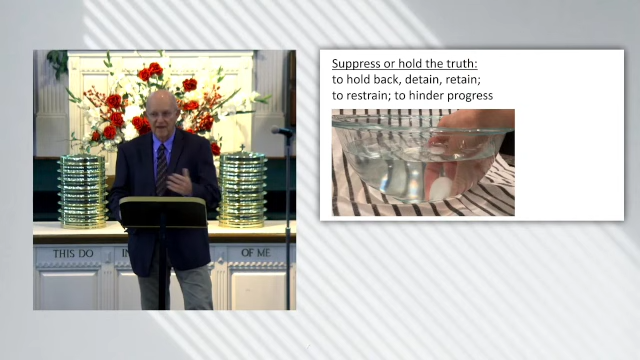 Suppress or hold the truth:
to hold back, detain, retain;
to restrain; to hinder progress
THIS DO IN OF ME